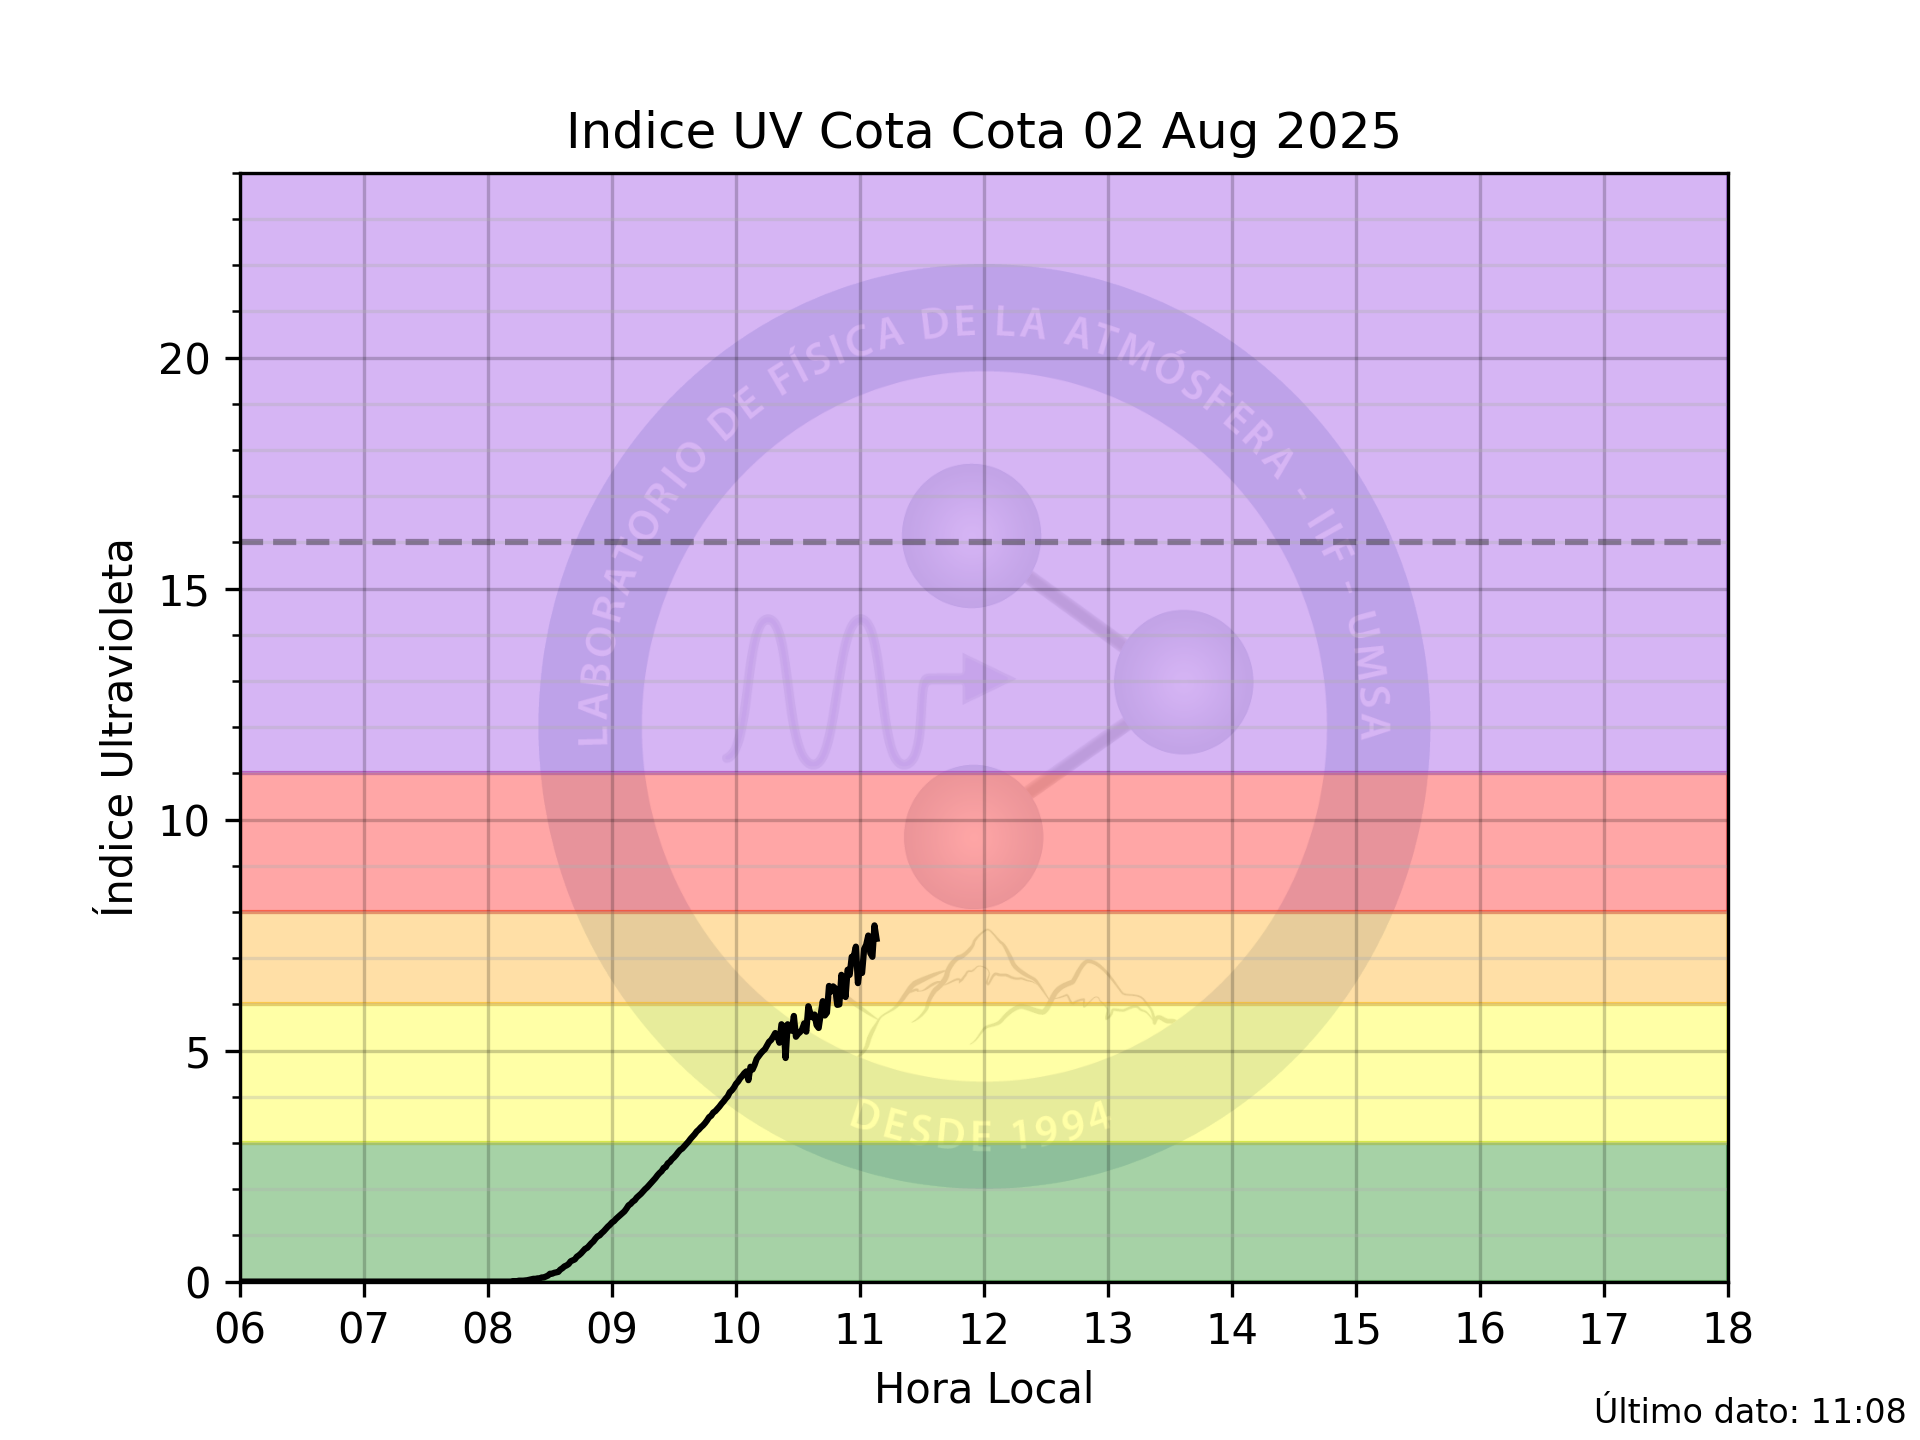 Indice UV Cota Cota 02 Aug 2025
Índice Ultravioleta
20
15
10
5
0
LABORATORIO DE FÍSICA DE LA ATMÓSFERA - IIF - UMSA
DESDE 1994
06 07 08 09 10 11 12 13 14 15 16 17 18
Hora Local
Último dato: 11:08